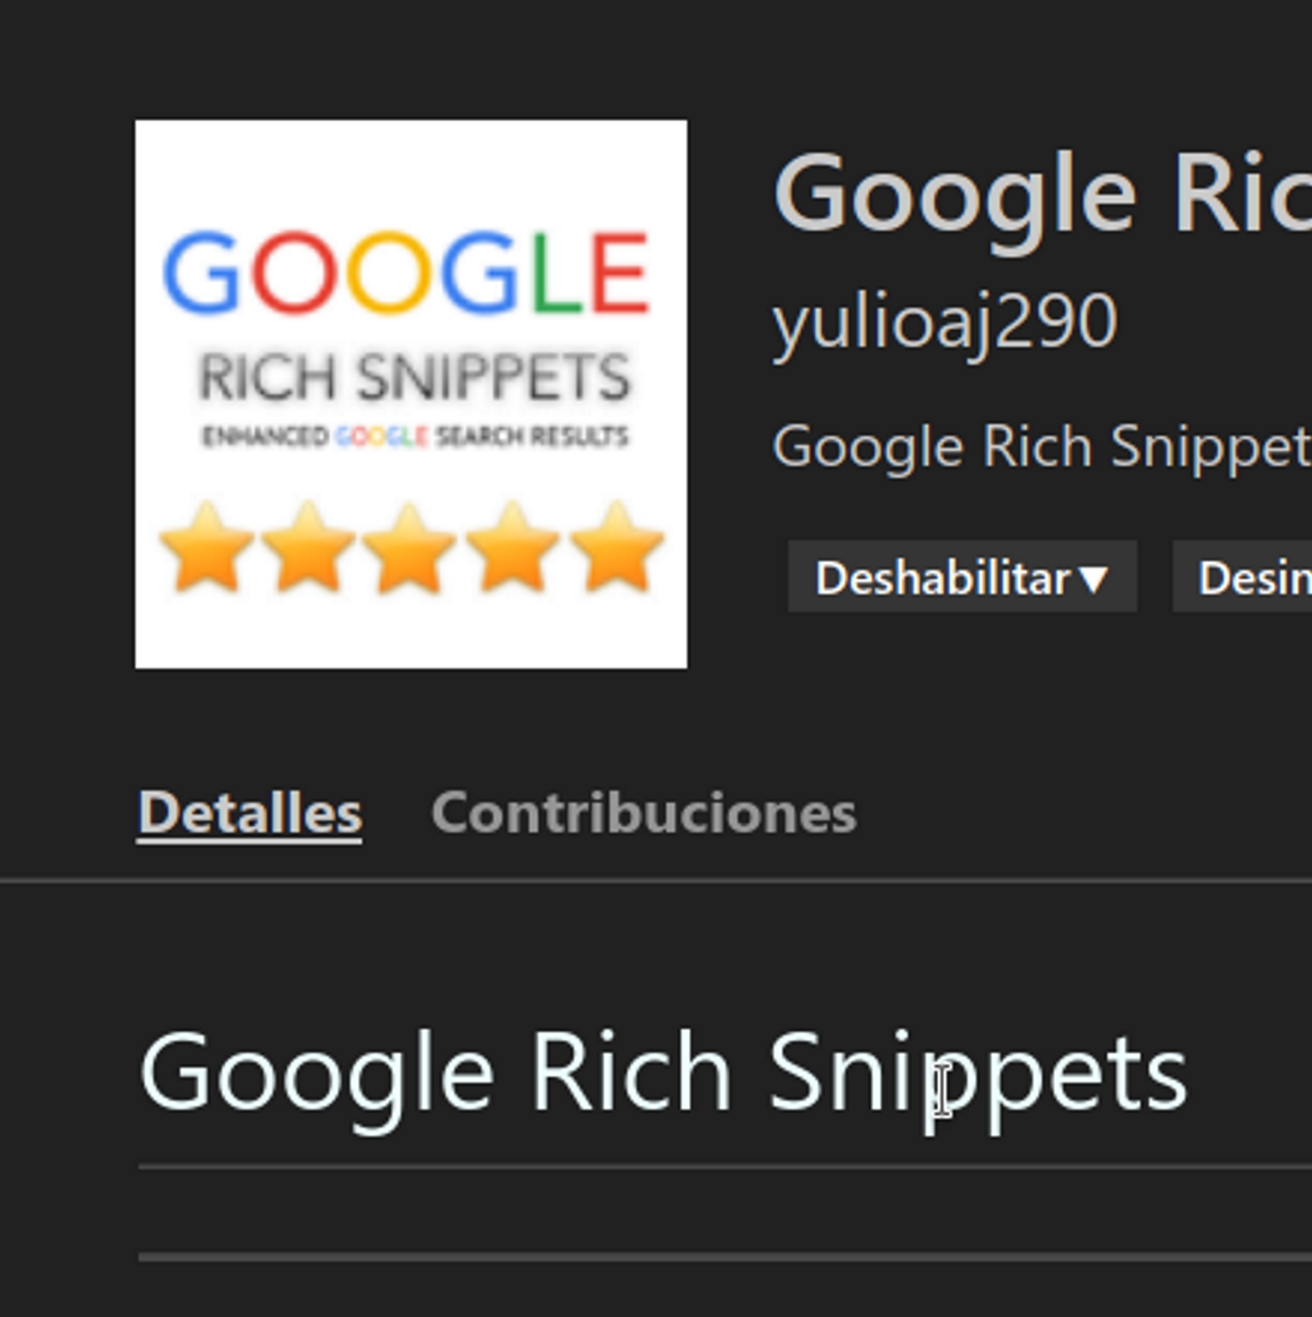 GOOGLE
RICH SNIPPETS
ENHANCED GOOGLE SEARCH RESULTS
Google Ric
yulioaj290
Google Rich Snippet
Deshabilitar▼ Desin
Detalles Contribuciones
Google Rich Snippets